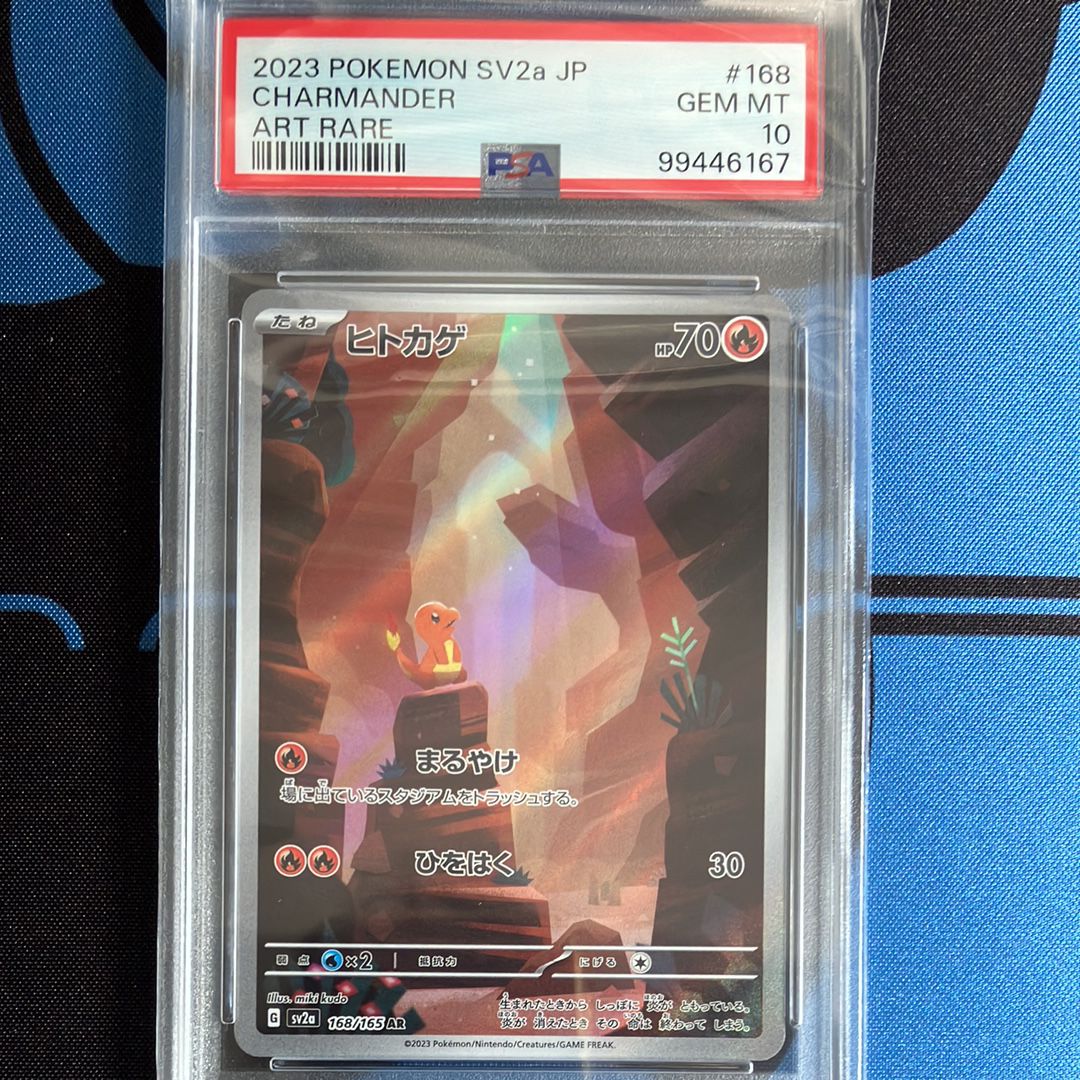 2023 POKEMON SV2a JP #168
CHARMANDER GEM MT
ART RARE 10
PSA 99446167
たね ヒトカゲ HP70
まるやけ
場に出ているスタジアムをトラッシュする。
ひをはく 30
弱点 ×2 抵抗力 にげる
Illus. miki kudo
生まれたときから しっぽに 炎が ともっている。
炎が 消えたとき その 命は 終わって しまう。
G sv2a 168/165 AR
©2023 Pokémon/Nintendo/Creatures/GAME FREAK.